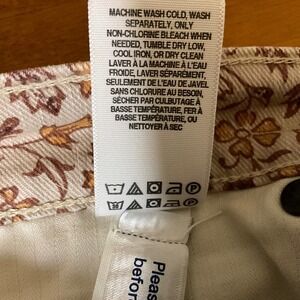 MACHINE WASH COLD, WASH
SEPARATELY, ONLY
NON-CHLORINE BLEACH WHEN
NEEDED, TUMBLE DRY LOW,
COOL IRON, OR DRY CLEAN
LAVER À LA MACHINE À L'EAU
FROIDE, LAVER SÉPARÉMENT,
SEULEMENT DE L'EAU DE JAVEL
SANS CHLORURE AU BESOIN,
SÉCHER PAR CULBUTAGE À
BASSE TEMPÉRATURE, FER À
BASSE TEMPÉRATURE, OU
NETTOYER À SEC
Pleas
before